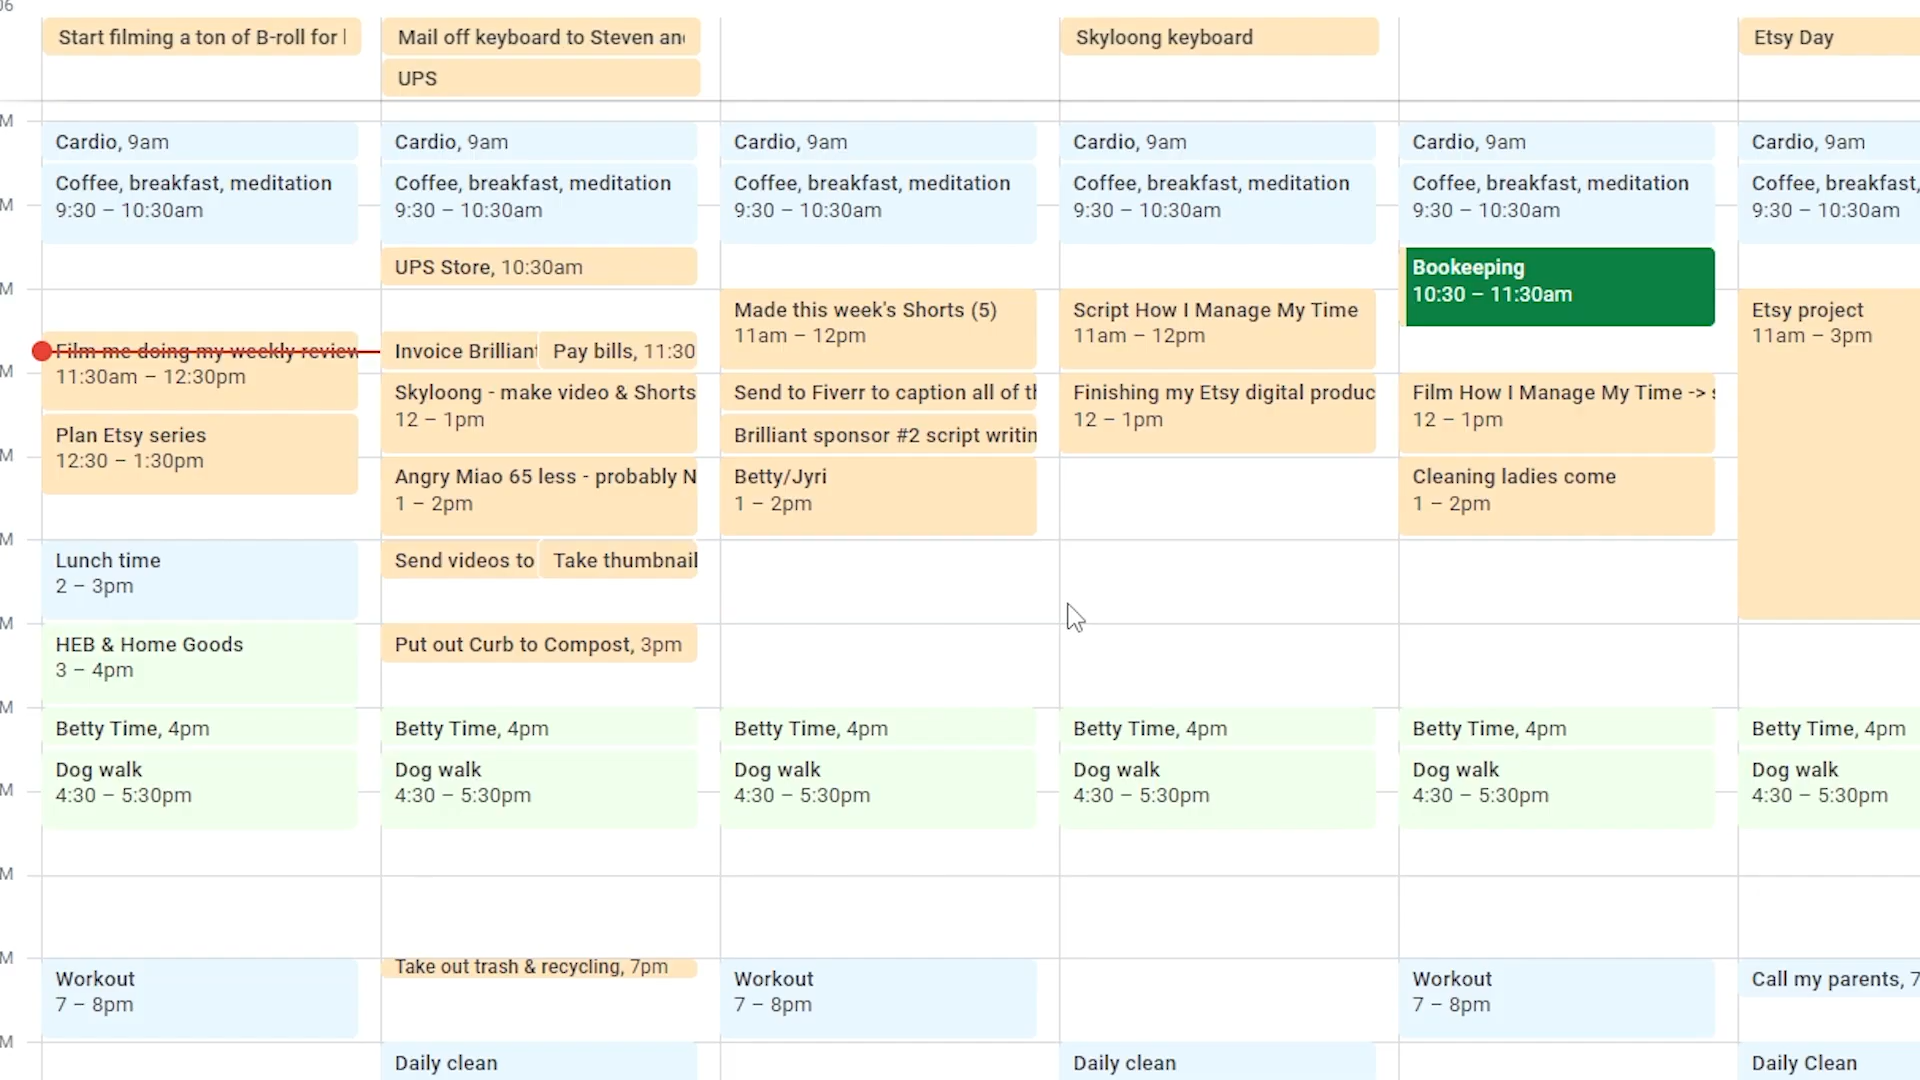 06
Start filming a ton of B-roll for
Mail off keyboard to Steven and
Skyloong keyboard
Etsy Day
UPS
M
Cardio, 9am
Cardio, 9am
Cardio, 9am
Cardio, 9am
Cardio, 9am
Cardio, 9am
Coffee, breakfast, meditation
9:30 – 10:30am
Coffee, breakfast, meditation
9:30 – 10:30am
Coffee, breakfast, meditation
9:30 – 10:30am
Coffee, breakfast, meditation
9:30 – 10:30am
Coffee, breakfast, meditation
9:30 – 10:30am
Coffee, breakfast,
9:30 – 10:30am
M
UPS Store, 10:30am
Bookeeping
10:30 – 11:30am
M
Made this week's Shorts (5)
11am – 12pm
Script How I Manage My Time
11am – 12pm
Etsy project
11am – 3pm
Film me doing my weekly review
11:30am – 12:30pm
Invoice Brilliant
Pay bills, 11:30
M
Skyloong - make video & Shorts
12 – 1pm
Send to Fiverr to caption all of th
Finishing my Etsy digital produc
12 – 1pm
Film How I Manage My Time -> s
12 – 1pm
Plan Etsy series
12:30 – 1:30pm
Brilliant sponsor #2 script writin
M
Angry Miao 65 less - probably N
1 – 2pm
Betty/Jyri
1 – 2pm
Cleaning ladies come
1 – 2pm
M
Lunch time
2 – 3pm
Send videos to
Take thumbnail
M
HEB & Home Goods
3 – 4pm
Put out Curb to Compost, 3pm
M
Betty Time, 4pm
Betty Time, 4pm
Betty Time, 4pm
Betty Time, 4pm
Betty Time, 4pm
Betty Time, 4pm
Dog walk
4:30 – 5:30pm
Dog walk
4:30 – 5:30pm
Dog walk
4:30 – 5:30pm
Dog walk
4:30 – 5:30pm
Dog walk
4:30 – 5:30pm
Dog walk
4:30 – 5:30pm
M
M
M
Workout
7 – 8pm
Take out trash & recycling, 7pm
Workout
7 – 8pm
Workout
7 – 8pm
Call my parents, 7
M
Daily clean
Daily clean
Daily Clean